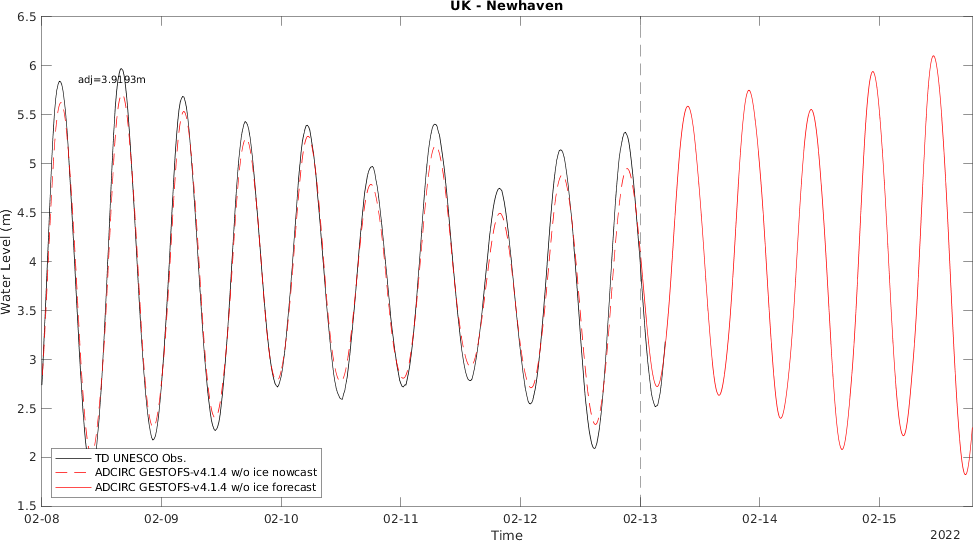 UK - Newhaven
6.5
6
5.5
5
4.5
4
3.5
3
2.5
2
1.5
Water Level (m)
adj=3.9193m
TD UNESCO Obs.
ADCIRC GESTOFS-v4.1.4 w/o ice nowcast
ADCIRC GESTOFS-v4.1.4 w/o ice forecast
02-08 02-09 02-10 02-11 02-12 02-13 02-14 02-15
Time
2022